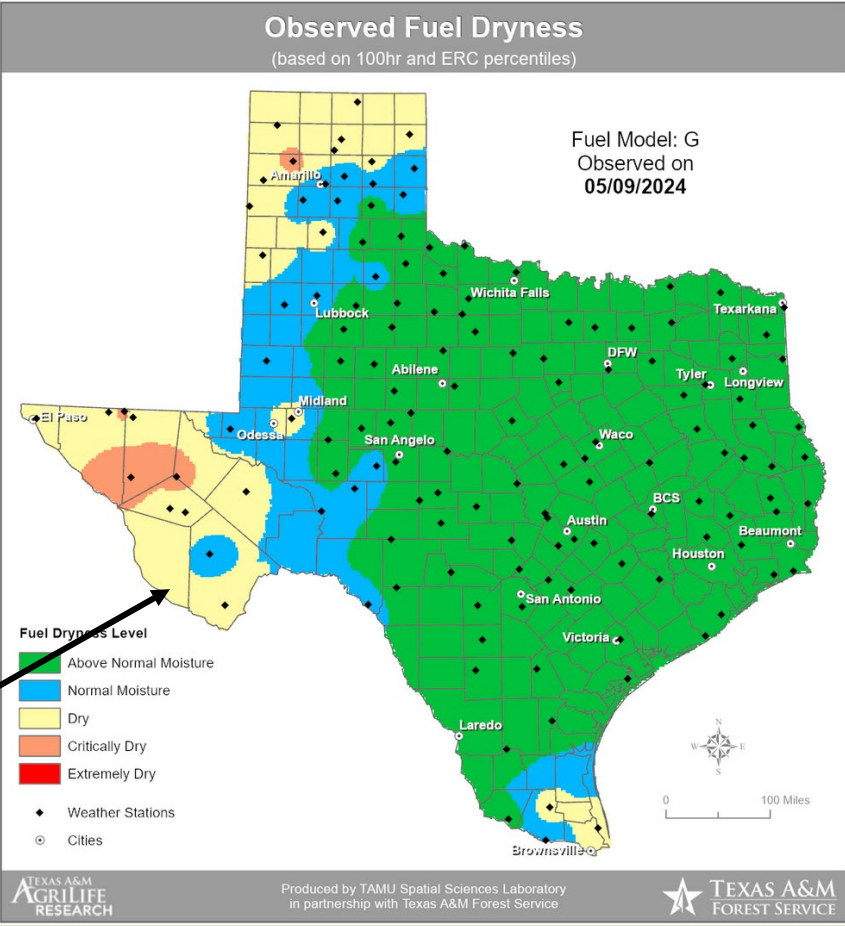 Observed Fuel Dryness
(based on 100hr and ERC percentiles)
Fuel Model: G
Observed on
05/09/2024
Amarillo
Wichita Falls
Texarkana
Lubbock
DFW
Abilene
Tyler
Longview
Midland
El Paso
Odessa
San Angelo
Waco
BCS
Austin
Beaumont
Houston
San Antonio
Victoria
Laredo
Brownsville
Fuel Dryness Level
Above Normal Moisture
Normal Moisture
Dry
Critically Dry
Extremely Dry
Weather Stations
Cities
N
W E
S
0 100 Miles
TEXAS A&M
AGRILIFE
RESEARCH
Produced by TAMU Spatial Sciences Laboratory
in partnership with Texas A&M Forest Service
TEXAS A&M
FOREST SERVICE